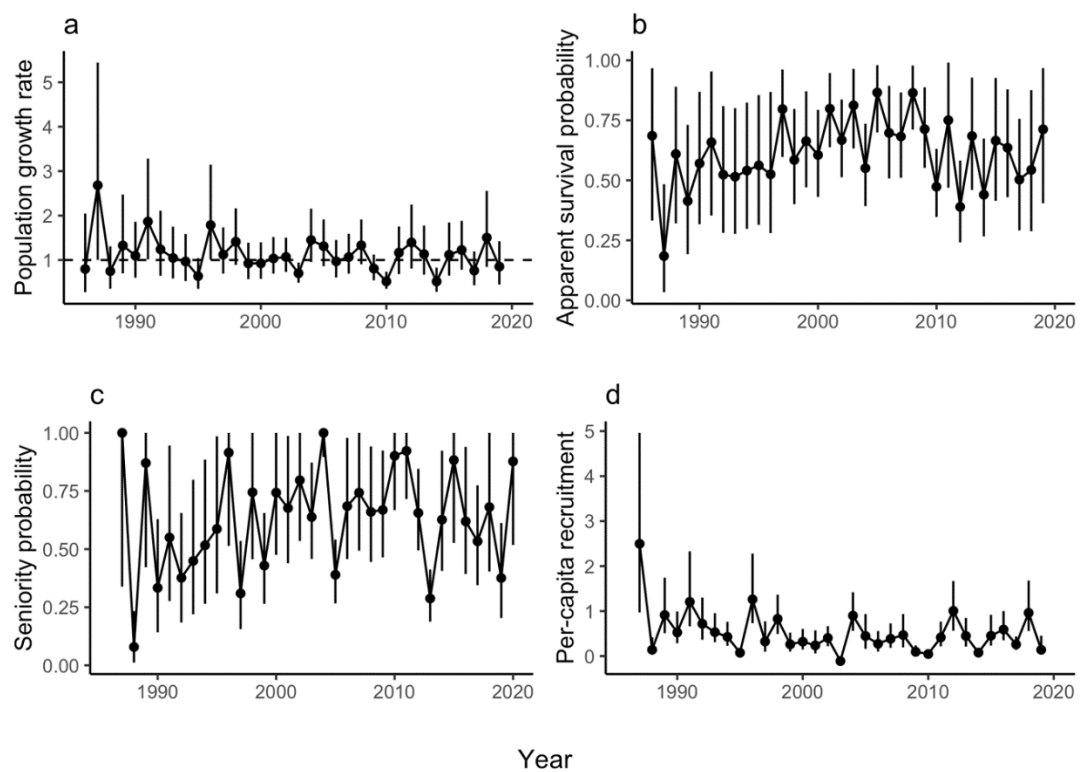 a
Population growth rate
5
4
3
2
1
1990 2000 2010 2020
b
Apparent survival probability
1.00
0.75
0.50
0.25
0.00
1990 2000 2010 2020
c
Seniority probability
1.00
0.75
0.50
0.25
0.00
1990 2000 2010 2020
d
Per-capita recruitment
5
4
3
2
1
0
1990 2000 2010 2020
Year